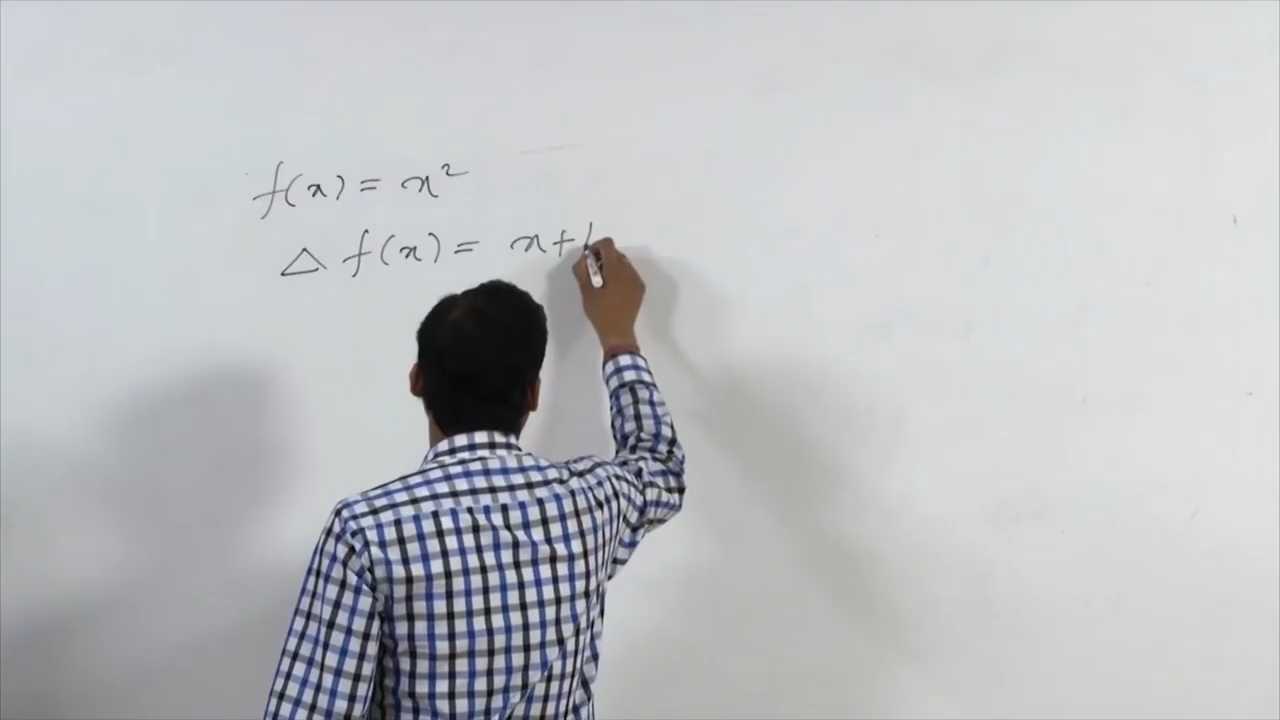 f(x) = x²
Δ f(x) = x+